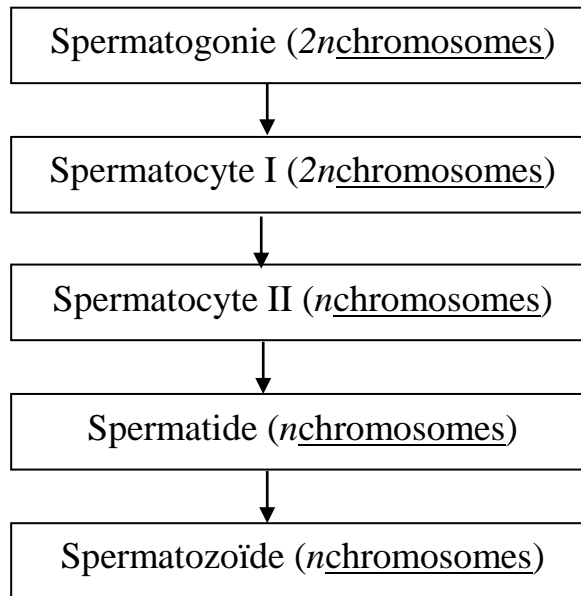 Spermatogonie (2nchromosomes)
Spermatocyte I (2nchromosomes)
Spermatocyte II (nchromosomes)
Spermatide (nchromosomes)
Spermatozoïde (nchromosomes)